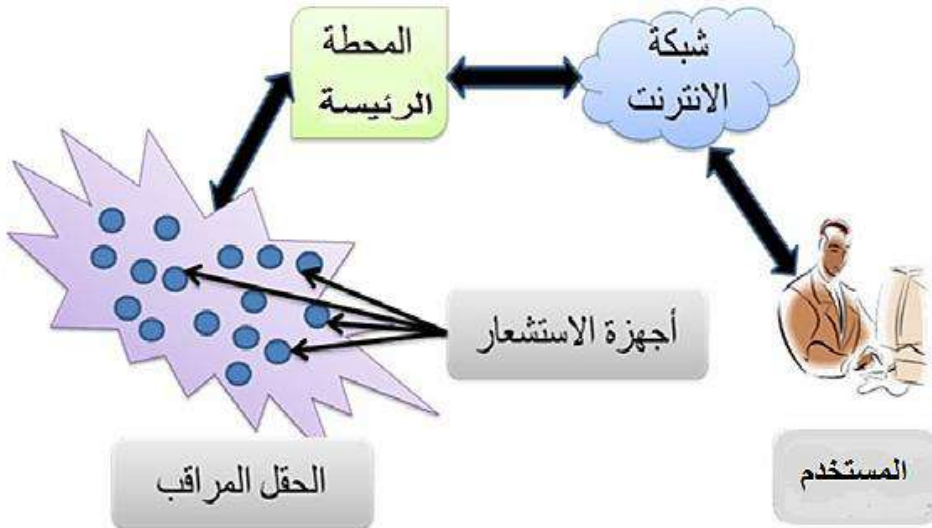 شبكة
الانترنت
المحطة
الرئيسة
أجهزة الاستشعار
المستخدم
الحقل المراقب